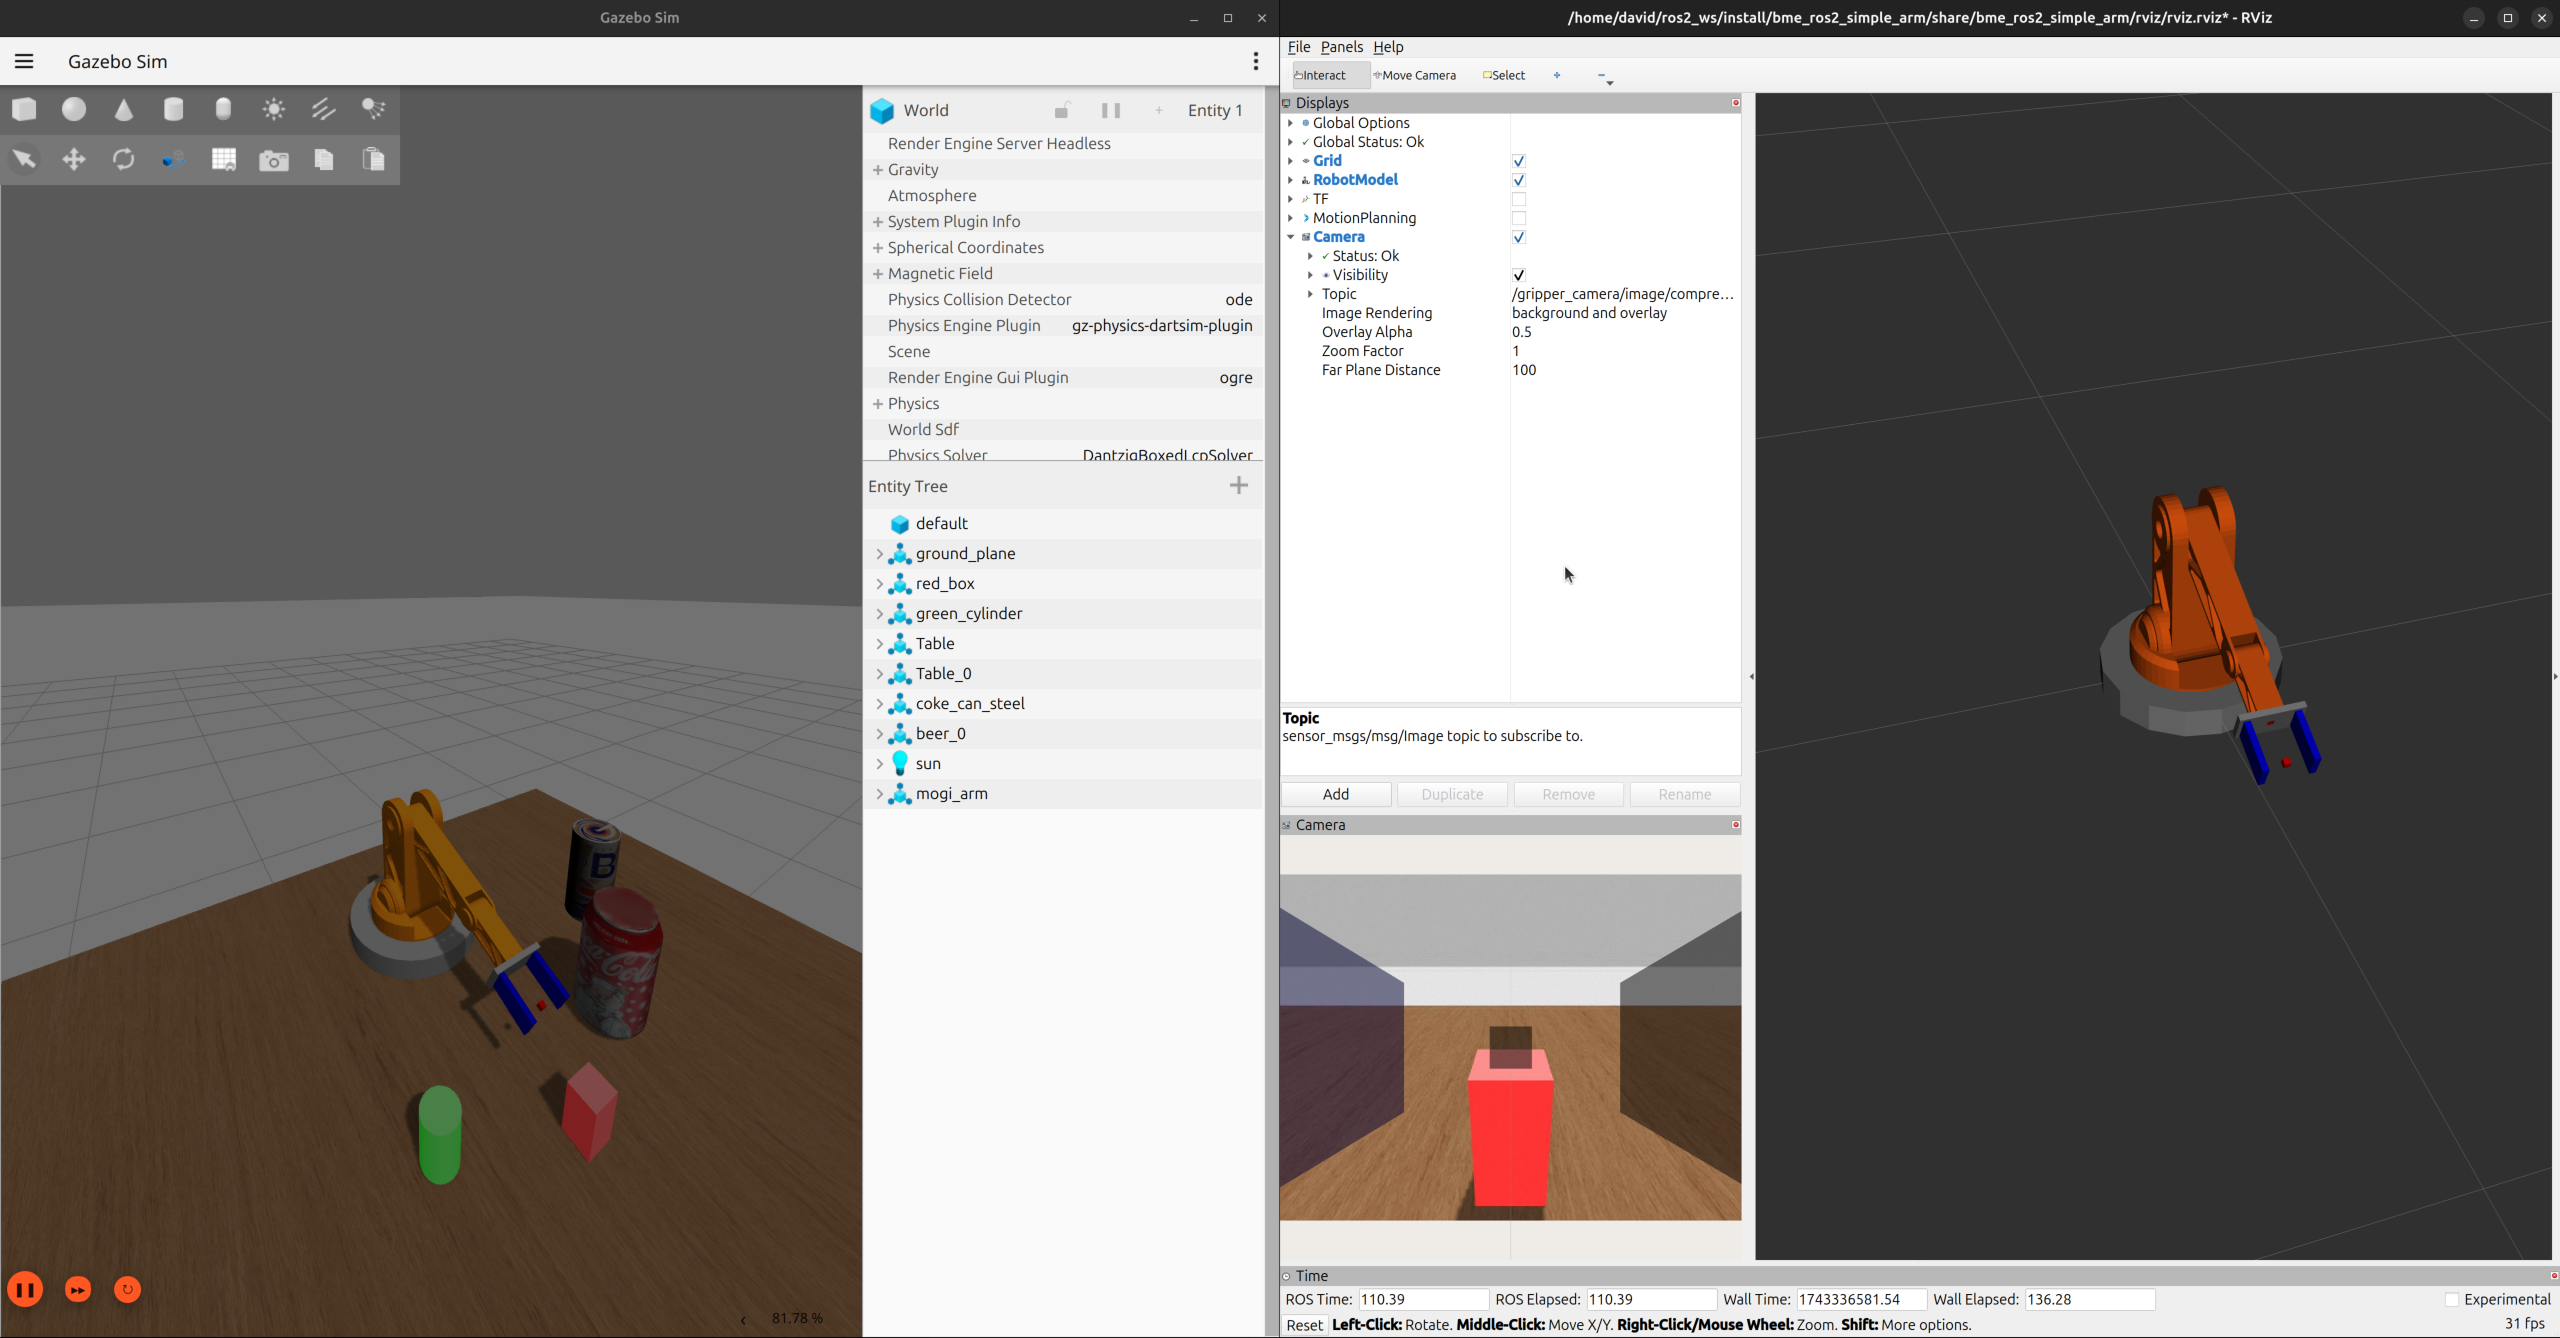 Gazebo Sim
Gazebo Sim
World
Entity 1
Render Engine Server Headless
Gravity
Atmosphere
System Plugin Info
Spherical Coordinates
Magnetic Field
Physics Collision Detector ode
Physics Engine Plugin gz-physics-dartsim-plugin
Scene
Render Engine Gui Plugin ogre
Physics
World Sdf
Physics Solver DantzigBoxedLcpSolver
Entity Tree
default
ground_plane
red_box
green_cylinder
Table
Table_0
coke_can_steel
beer_0
sun
mogi_arm
B
81.78 %
/home/david/ros2_ws/install/bme_ros2_simple_arm/share/bme_ros2_simple_arm/rviz/rviz.rviz* - RViz
File Panels Help
Interact Move Camera Select
Displays
Global Options
Global Status: Ok
Grid
RobotModel
TF
MotionPlanning
Camera
Status: Ok
Visibility
Topic /gripper_camera/image/compre...
Image Rendering background and overlay
Overlay Alpha 0.5
Zoom Factor 1
Far Plane Distance 100
Topic
sensor_msgs/msg/Image topic to subscribe to.
Add Duplicate Remove Rename
Camera
Time
ROS Time: 110.39 ROS Elapsed: 110.39 Wall Time: 1743336581.54 Wall Elapsed: 136.28 Experimental
Reset Left-Click: Rotate. Middle-Click: Move X/Y. Right-Click/Mouse Wheel: Zoom. Shift: More options. 31 fps